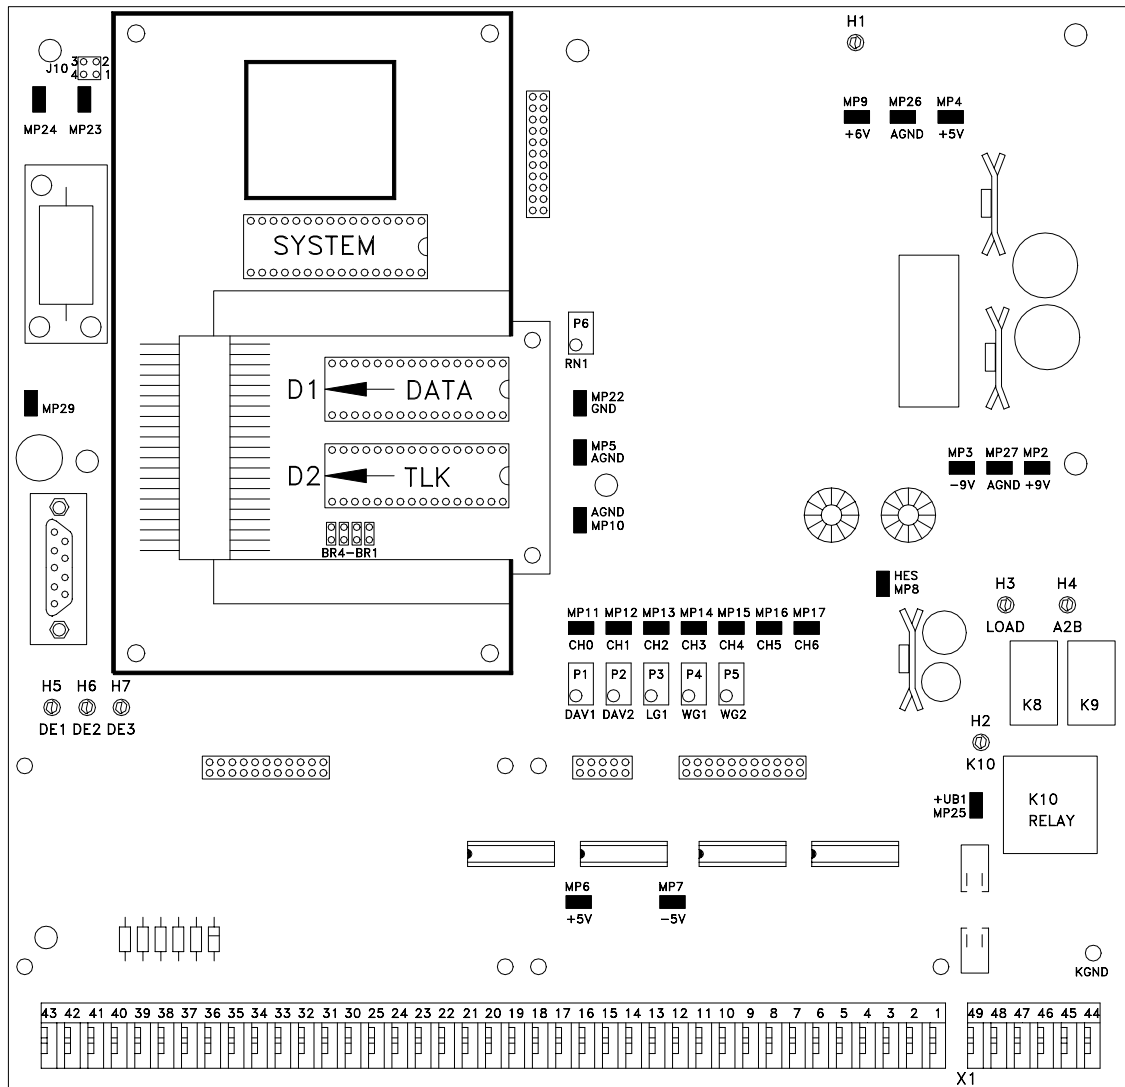 H1
3 2
J10
4 1
MP24 MP23
MP9 MP26 MP4
+6V AGND +5V
SYSTEM
P6
RN1
D1 DATA
MP22
GND
MP29
MP5
AGND
D2 TLK
MP3 MP27 MP2
-9V AGND +9V
AGND
MP10
BR4-BR1
HES
MP8
H3 H4
LOAD A2B
MP11 MP12 MP13 MP14 MP15 MP16 MP17
CH0 CH1 CH2 CH3 CH4 CH5 CH6
P1 P2 P3 P4 P5
DAV1 DAV2 LG1 WG1 WG2
H5 H6 H7
DE1 DE2 DE3
K8 K9
H2
K10
+UB1
MP25
K10
RELAY
MP6 MP7
+5V -5V
KGND
43 42 41 40 39 38 37 36 35 34 33 32 31 30 25 24 23 22 21 20 19 18 17 16 15 14 13 12 11 10 9 8 7 6 5 4 3 2 1 49 48 47 46 45 44
X1